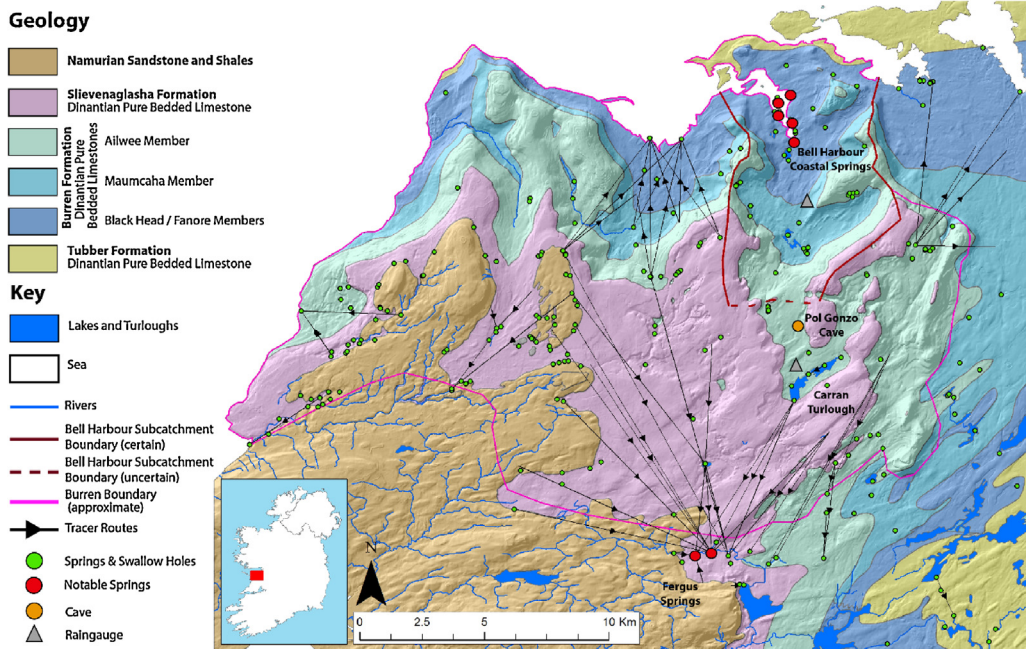 Geology
Namurian Sandstone and Shales
Slievenaglasha Formation
Dinantian Pure Bedded Limestone
Burren Formation
Dinantian Pure
Bedded Limestones
Ailwee Member
Maumcaha Member
Black Head / Fanore Members
Tubber Formation
Dinantian Pure Bedded Limestone
Key
Lakes and Turloughs
Sea
Rivers
Bell Harbour Subcatchment
Boundary (certain)
Bell Harbour Subcatchment
Boundary (uncertain)
Burren Boundary
(approximate)
Tracer Routes
Springs & Swallow Holes
Notable Springs
Cave
Raingauge
Bell Harbour
Coastal Springs
Pol Gonzo
Cave
Carran
Turlough
Fergus
Springs
N
0 2.5 5 10 Km